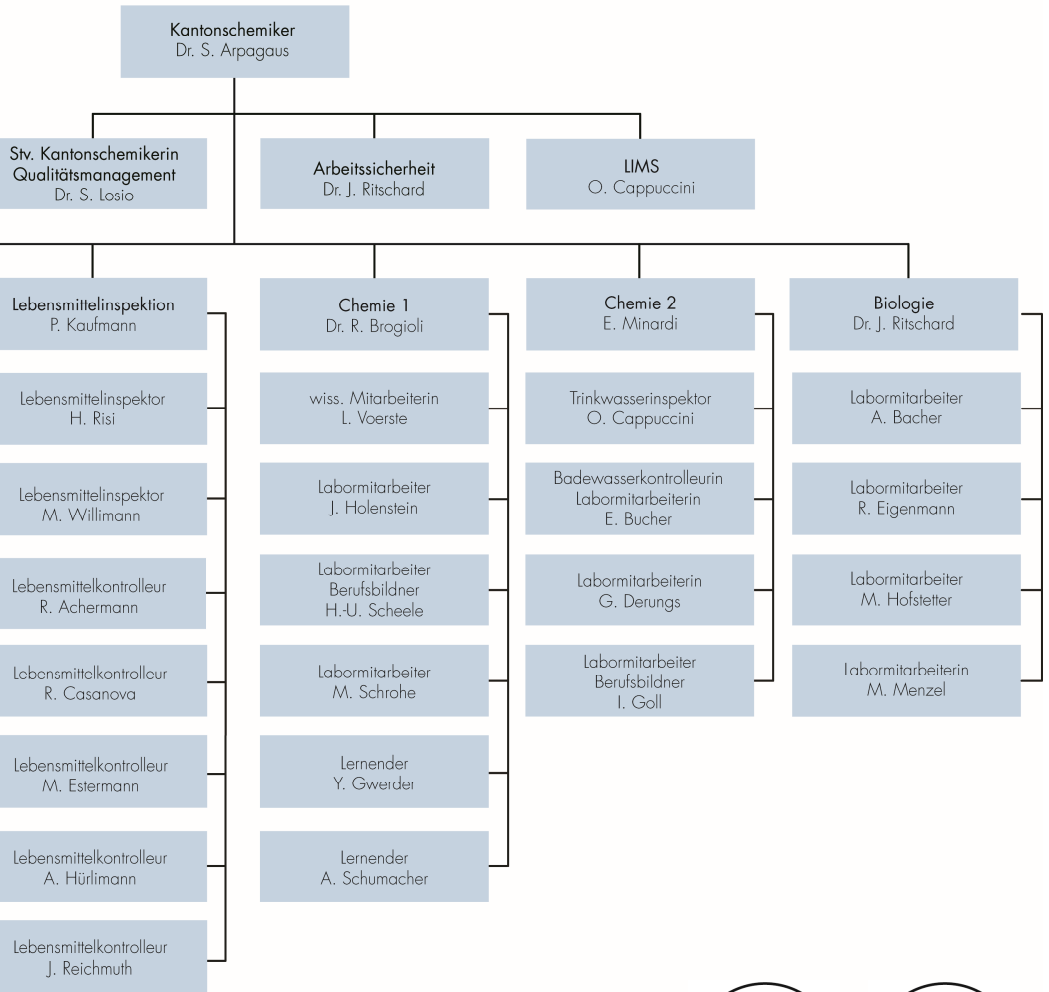 Kantonschemiker
Dr. S. Arpagaus
Stv. Kantonschemikerin
Qualitätsmanagement
Dr. S. Losio
Arbeitssicherheit
Dr. J. Ritschard
LIMS
O. Cappuccini
Lebensmittelinspektion
P. Kaufmann
Lebensmittelinspektor
H. Risi
Lebensmittelinspektor
M. Willimann
Lebensmittelkontrolleur
R. Achermann
Lebensmittelkontrolleur
R. Casanova
Lebensmittelkontrolleur
M. Estermann
Lebensmittelkontrolleur
A. Hürlimann
Lebensmittelkontrolleur
J. Reichmuth
Chemie 1
Dr. R. Brogioli
wiss. Mitarbeiterin
L. Voerste
Labormitarbeiter
J. Holenstein
Labormitarbeiter
Berufsbildner
H.-U. Scheele
Labormitarbeiter
M. Schrohe
Lernender
Y. Gwerder
Lernender
A. Schumacher
Chemie 2
E. Minardi
Trinkwasserinspektor
O. Cappuccini
Badewasserkontrolleurin
Labormitarbeiterin
E. Bucher
Labormitarbeiterin
G. Derungs
Labormitarbeiter
Berufsbildner
I. Goll
Biologie
Dr. J. Ritschard
Labormitarbeiter
A. Bacher
Labormitarbeiter
R. Eigenmann
Labormitarbeiter
M. Hofstetter
Labormitarbeiterin
M. Menzel